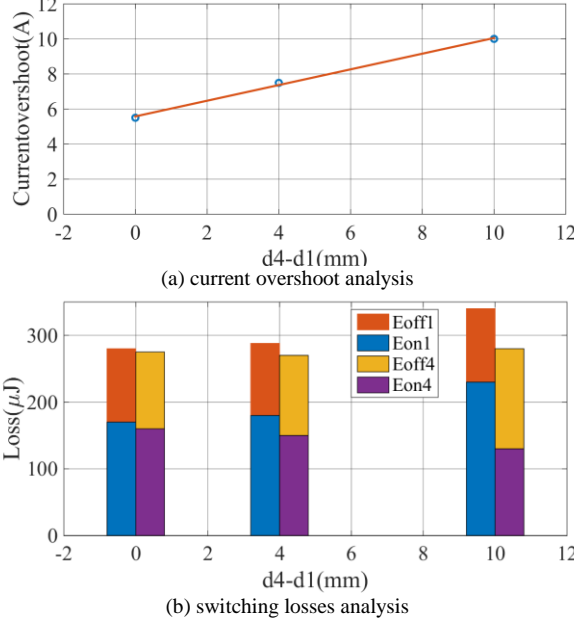 12
10
8
6
4
2
0
Currentovershoot(A)
-2 0 2 4 6 8 10 12
d4-d1(mm)
(a) current overshoot analysis
300
200
100
0
Loss(μJ)
Eoff1
Eon1
Eoff4
Eon4
-2 0 2 4 6 8 10 12
d4-d1(mm)
(b) switching losses analysis